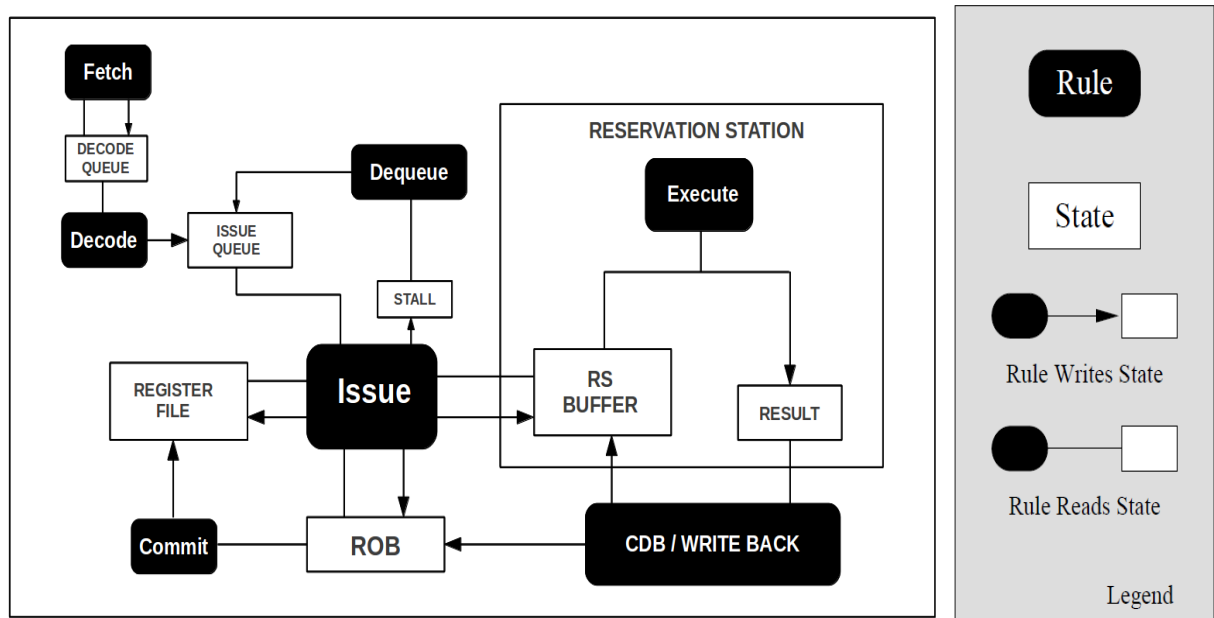 Fetch
DECODE
QUEUE
Decode
ISSUE
QUEUE
Dequeue
STALL
RESERVATION STATION
Execute
REGISTER
FILE
Issue
RS
BUFFER
RESULT
Commit
ROB
CDB / WRITE BACK
Rule
State
Rule Writes State
Rule Reads State
Legend